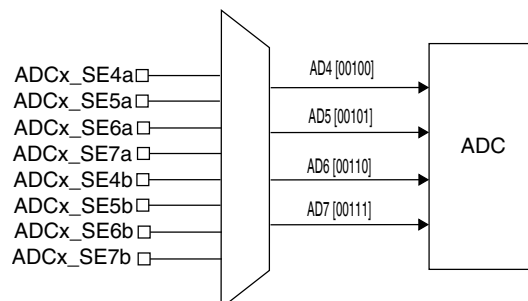 ADCx_SE4a
ADCx_SE5a
ADCx_SE6a
ADCx_SE7a
ADCx_SE4b
ADCx_SE5b
ADCx_SE6b
ADCx_SE7b
AD4 [00100]
AD5 [00101]
AD6 [00110]
AD7 [00111]
ADC